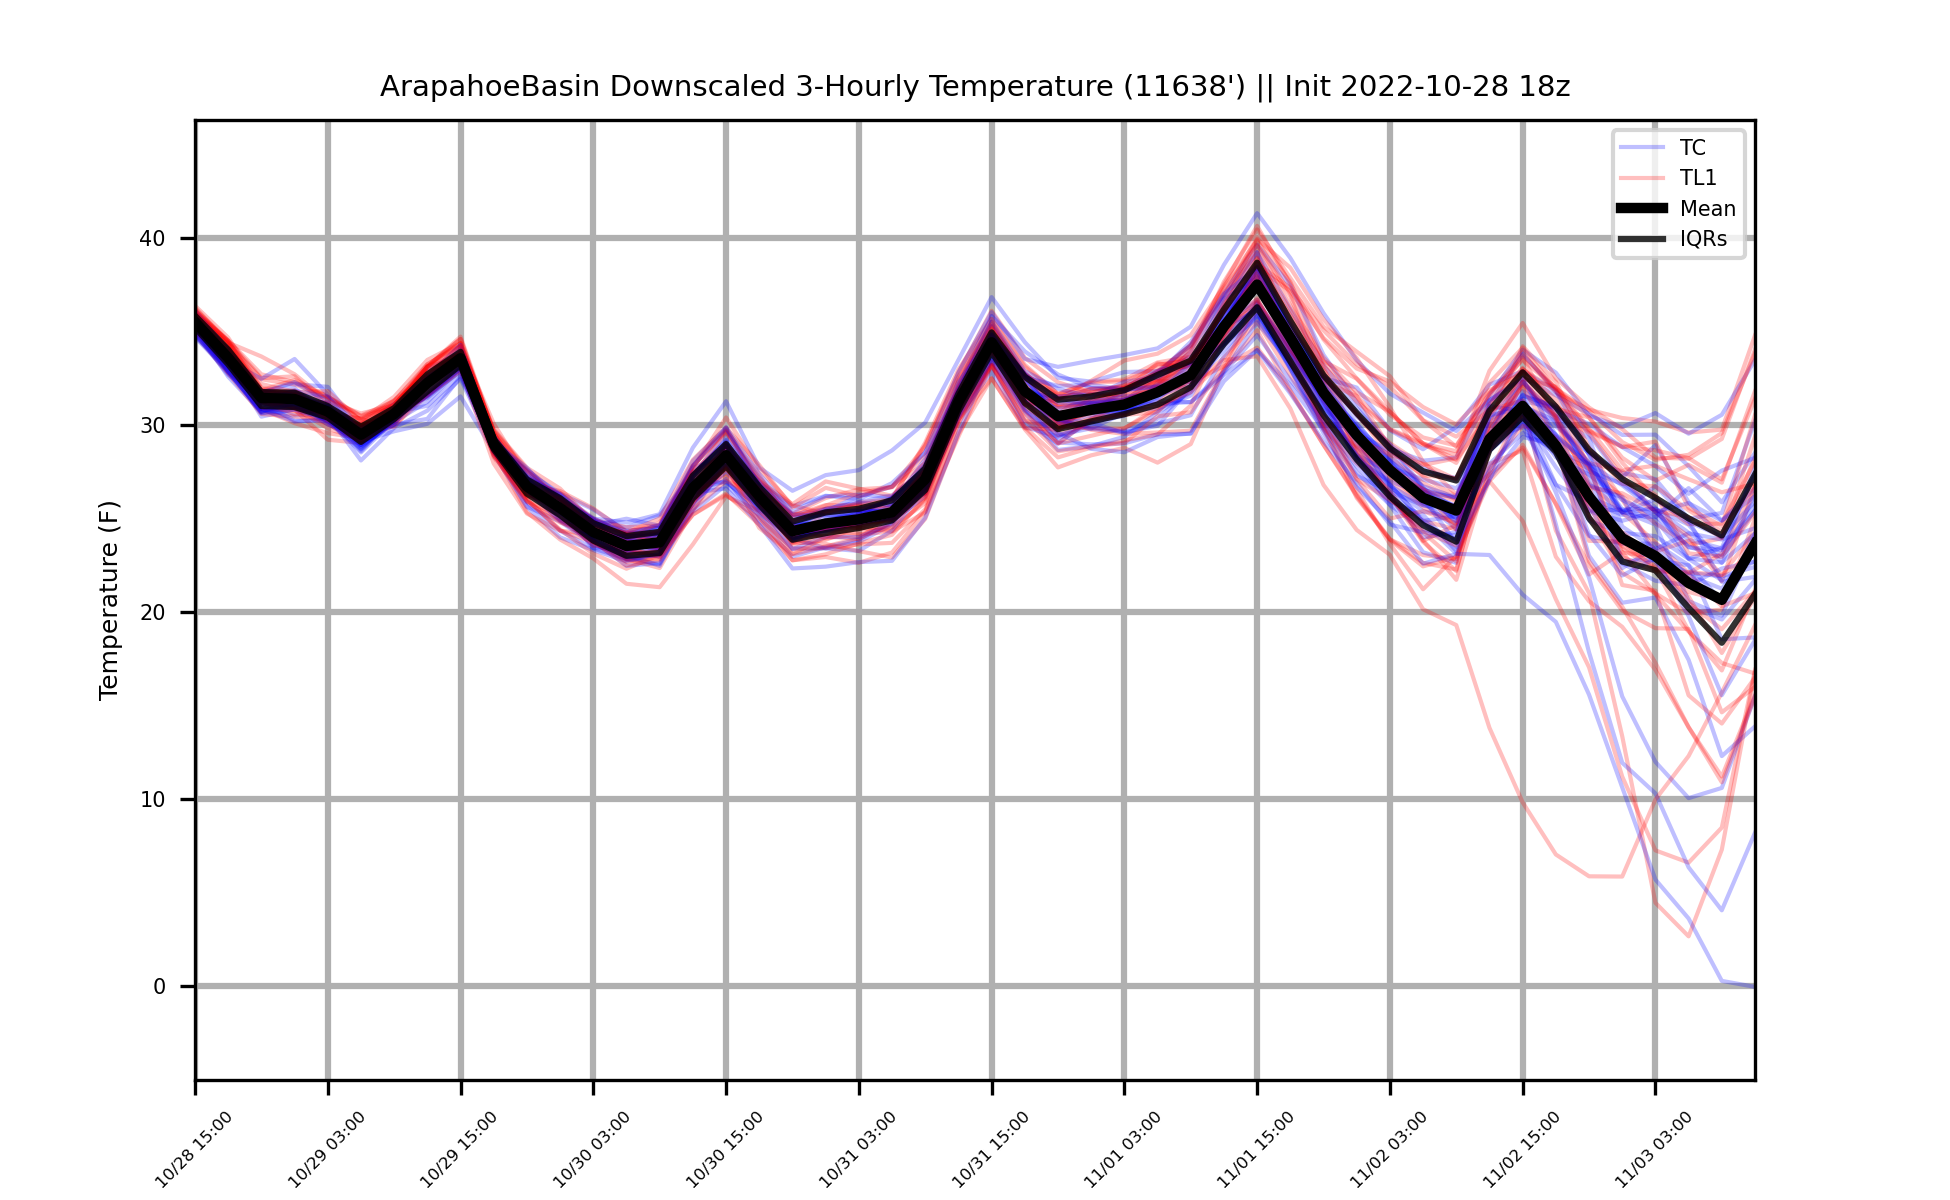 ArapahoeBasin Downscaled 3-Hourly Temperature (11638') || Init 2022-10-28 18z
TC
TL1
Mean
IQRs
Temperature (F)
40
30
20
10
0
10/28 15:00
10/29 03:00
10/29 15:00
10/30 03:00
10/30 15:00
10/31 03:00
10/31 15:00
11/01 03:00
11/01 15:00
11/02 03:00
11/02 15:00
11/03 03:00